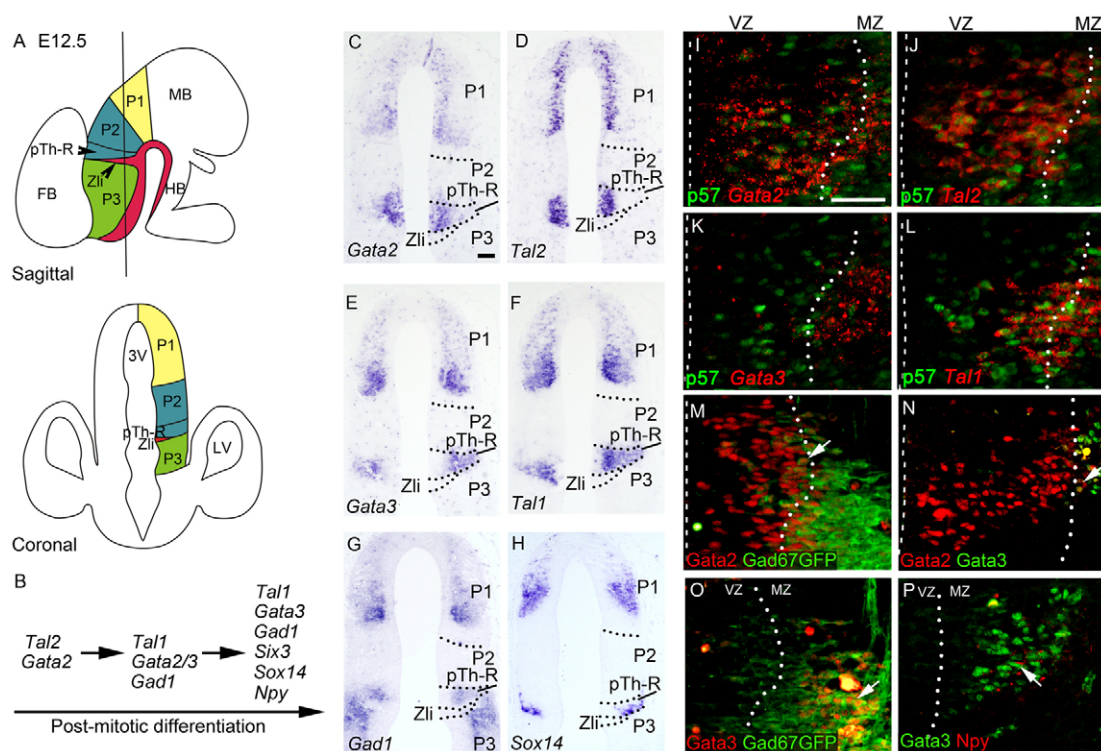 A E12.5
P1
MB
P2
pTh-R
Zli
P3
FB
HB
Sagittal
3V
P1
P2
pTh-R
Zli
P3
LV
Coronal
B
Tal2
Gata2
Tal1
Gata2/3
Gad1
Tal1
Gata3
Gad1
Six3
Sox14
Npy
Post-mitotic differentiation
C
P1
P2
pTh-R
Zli
P3
Gata2
D
P1
P2
pTh-R
Zli
P3
Tal2
E
P1
P2
pTh-R
Zli
P3
Gata3
F
P1
P2
pTh-R
Zli
P3
Tal1
G
P1
P2
pTh-R
Zli
P3
Gad1
H
P1
P2
pTh-R
Zli
P3
Sox14
VZ MZ
I
p57 Gata2
VZ MZ
J
p57 Tal2
K
p57 Gata3
L
p57 Tal1
M
Gata2 Gad67GFP
N
Gata2 Gata3
O VZ MZ
Gata3 Gad67GFP
P VZ MZ
Gata3 Npy